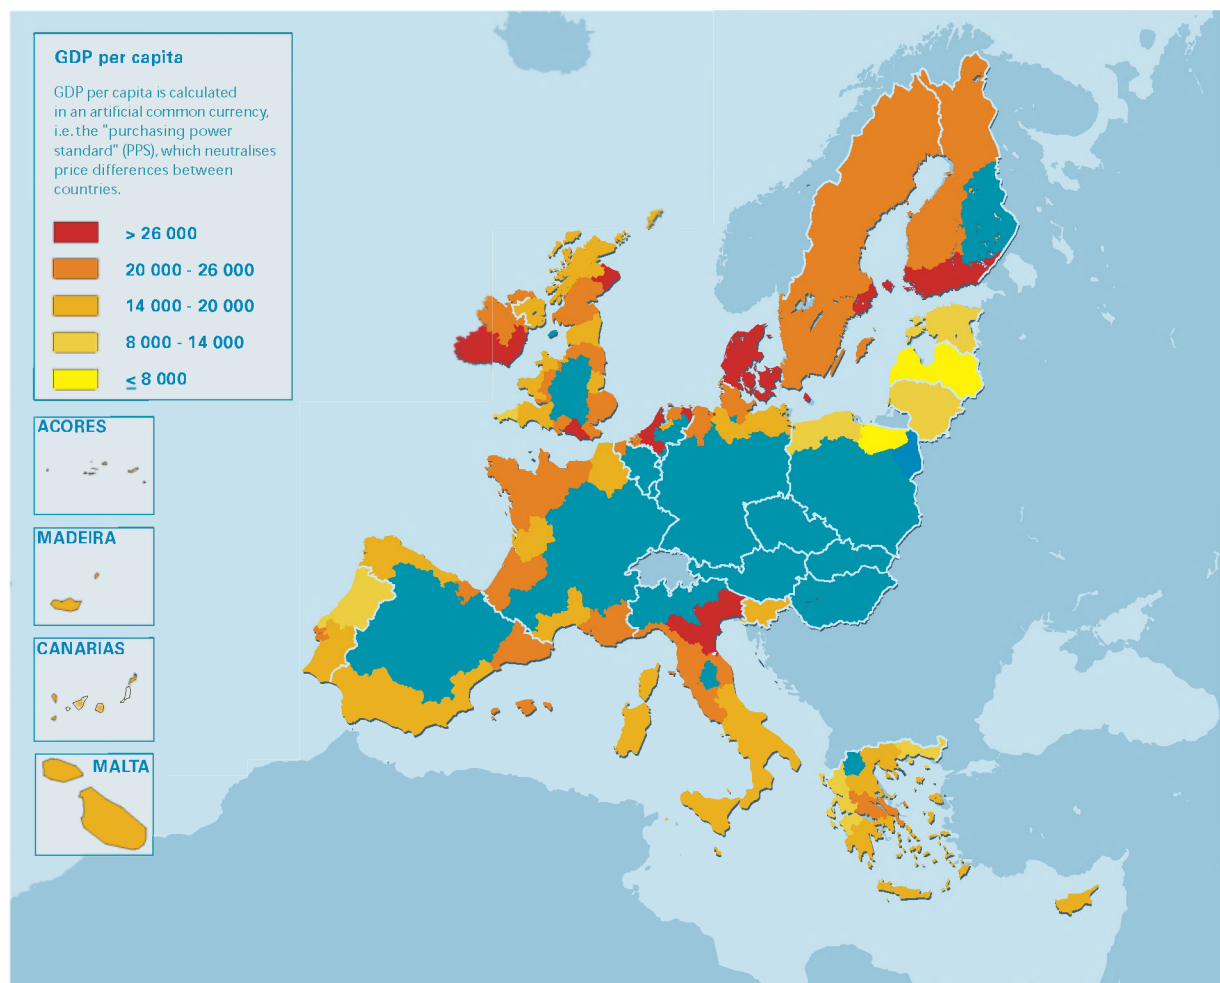 GDP per capita
GDP per capita is calculated
in an artificial common currency,
i.e. the "purchasing power
standard" (PPS), which neutralises
price differences between
countries.
> 26 000
20 000 - 26 000
14 000 - 20 000
8 000 - 14 000
≤ 8 000
ACORES
MADEIRA
CANARIAS
MALTA